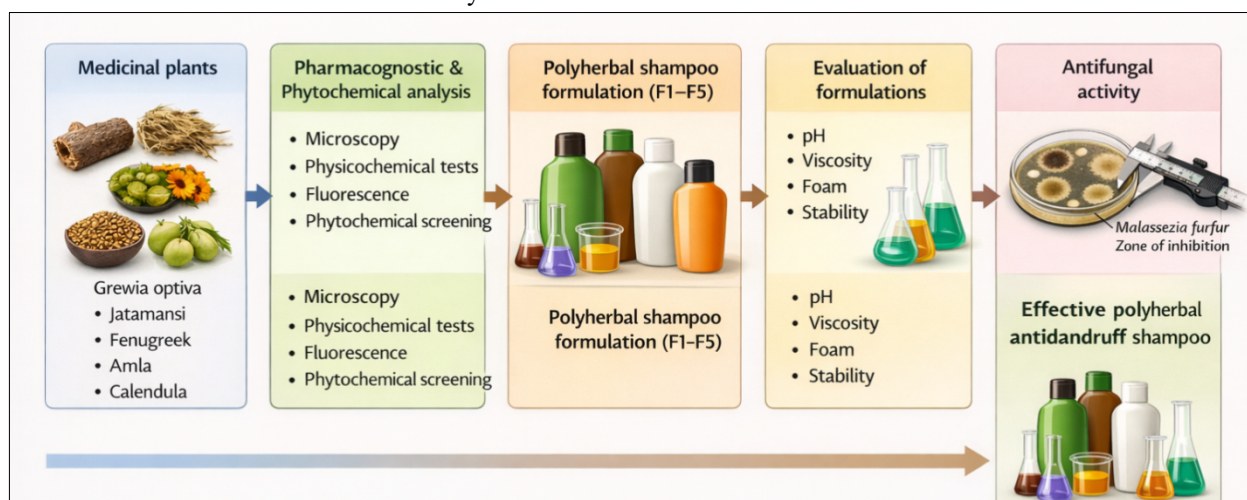 Medicinal plants
Grewia optiva
• Jatamansi
• Fenugreek
• Amla
• Calendula
Pharmacognostic &
Phytochemical analysis
• Microscopy
• Physicochemical tests
• Fluorescence
• Phytochemical screening
• Microscopy
• Physicochemical tests
• Fluorescence
• Phytochemical screening
Polyherbal shampoo
formulation (F1–F5)
Polyherbal shampoo
formulation (F1-F5)
Evaluation of
formulations
• pH
• Viscosity
• Foam
• Stability
• pH
• Viscosity
• Foam
• Stability
Antifungal
activity
Malassezia furfur
Zone of inhibition
Effective polyherbal
antidandruff shampoo